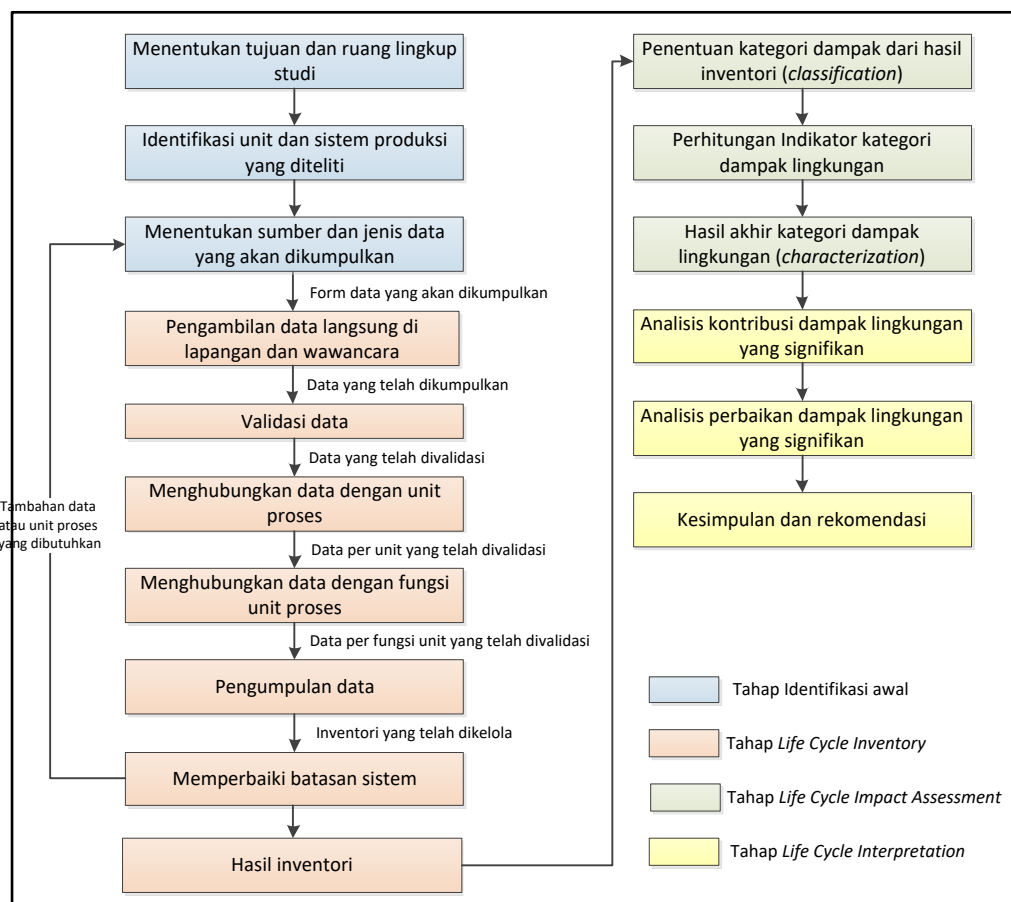 Menentukan tujuan dan ruang lingkup
studi
Identifikasi unit dan sistem produksi
yang diteliti
Menentukan sumber dan jenis data
yang akan dikumpulkan
Form data yang akan dikumpulkan
Pengambilan data langsung di
lapangan dan wawancara
Data yang telah dikumpulkan
Validasi data
Data yang telah divalidasi
Menghubungkan data dengan unit
proses
Data per unit yang telah divalidasi
Menghubungkan data dengan fungsi
unit proses
Data per fungsi unit yang telah divalidasi
Pengumpulan data
Inventori yang telah dikelola
Memperbaiki batasan sistem
Hasil inventori
Tambahan data
atau unit proses
yang dibutuhkan
Penentuan kategori dampak dari hasil
inventori (classification)
Perhitungan Indikator kategori
dampak lingkungan
Hasil akhir kategori dampak
lingkungan (characterization)
Analisis kontribusi dampak lingkungan
yang signifikan
Analisis perbaikan dampak lingkungan
yang signifikan
Kesimpulan dan rekomendasi
Tahap Identifikasi awal
Tahap Life Cycle Inventory
Tahap Life Cycle Impact Assessment
Tahap Life Cycle Interpretation